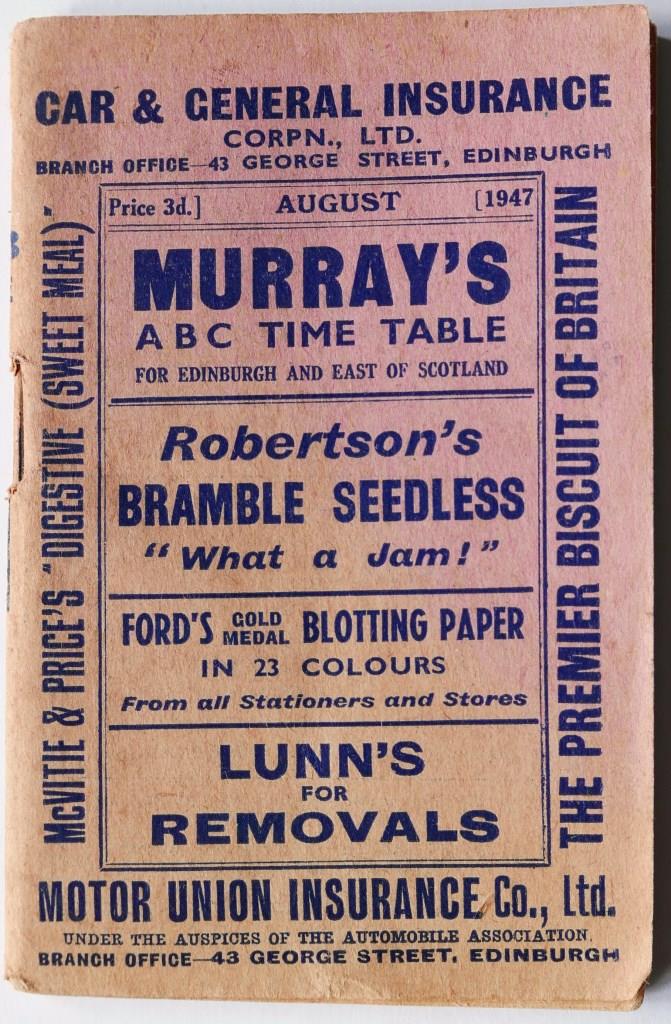 CAR & GENERAL INSURANCE
CORPN., LTD.
BRANCH OFFICE—43 GEORGE STREET, EDINBURGH
McVITIE & PRICE'S "DIGESTIVE (SWEET MEAL)"
Price 3d.] AUGUST [1947
MURRAY'S
ABC TIME TABLE
FOR EDINBURGH AND EAST OF SCOTLAND
Robertson's
BRAMBLE SEEDLESS
"What a Jam!"
FORD'S GOLD MEDAL BLOTTING PAPER
IN 23 COLOURS
From all Stationers and Stores
LUNN'S
FOR
REMOVALS
THE PREMIER BISCUIT OF BRITAIN
MOTOR UNION INSURANCE Co., Ltd.
UNDER THE AUSPICES OF THE AUTOMOBILE ASSOCIATION.
BRANCH OFFICE—43 GEORGE STREET, EDINBURGH